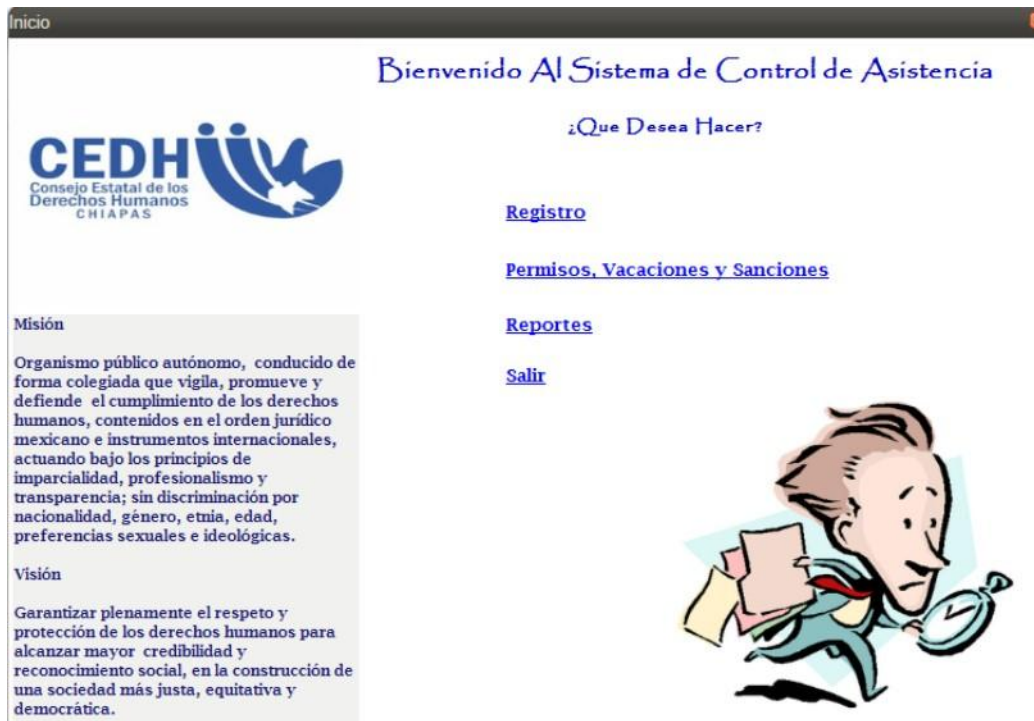 Inicio
Bienvenido Al Sistema de Control de Asistencia
¿Que Desea Hacer?
CEDH
Consejo Estatal de los
Derechos Humanos
CHIAPAS
Registro
Permisos, Vacaciones y Sanciones
Reportes
Salir
Misión
Organismo público autónomo, conducido de
forma colegiada que vigila, promueve y
defiende el cumplimiento de los derechos
humanos, contenidos en el orden jurídico
mexicano e instrumentos internacionales,
actuando bajo los principios de
imparcialidad, profesionalismo y
transparencia; sin discriminación por
nacionalidad, género, etnia, edad,
preferencias sexuales e ideológicas.
Visión
Garantizar plenamente el respeto y
protección de los derechos humanos para
alcanzar mayor credibilidad y
reconocimiento social, en la construcción de
una sociedad más justa, equitativa y
democrática.